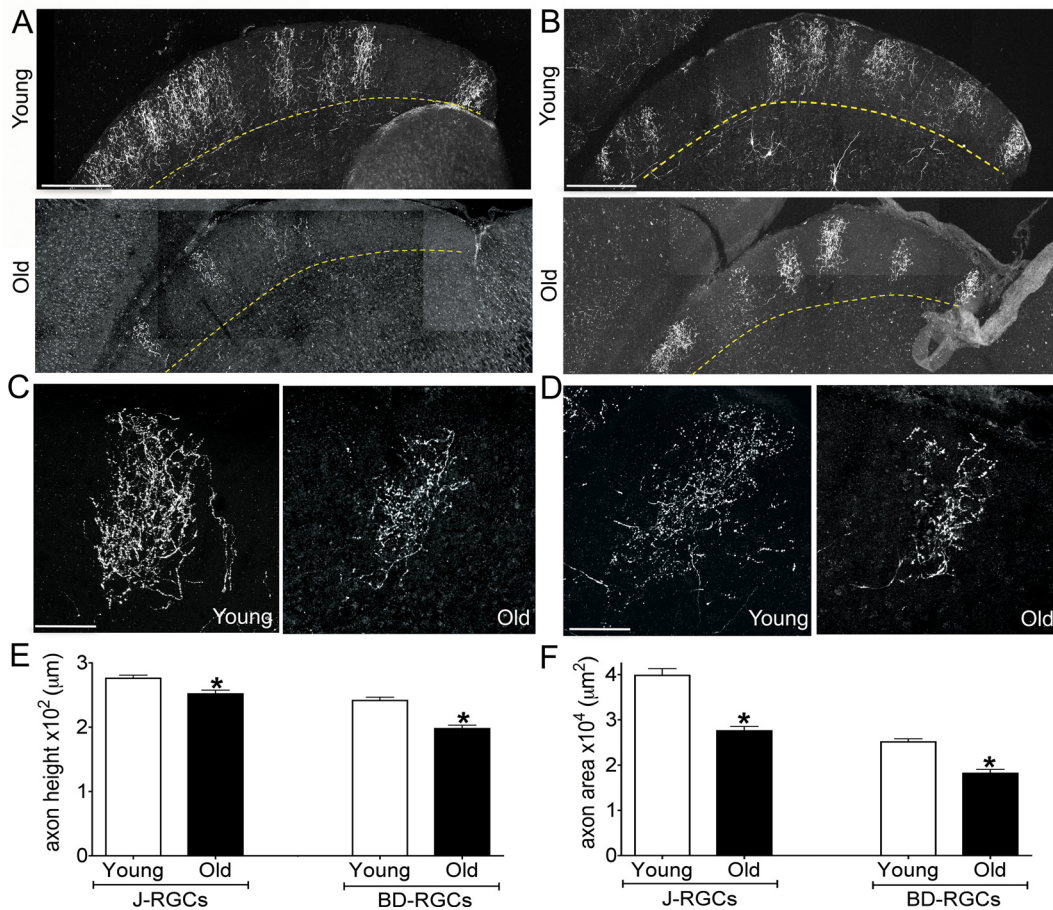 A
B
Young
Young
Old
Old
C
D
Young
Old
Young
Old
E
axon height x10² (μm)
3
2
1
0
*
*
Young
Old
Young
Old
J-RGCs
BD-RGCs
F
axon area x10⁴ (μm²)
4
3
2
1
0
*
*
Young
Old
Young
Old
J-RGCs
BD-RGCs